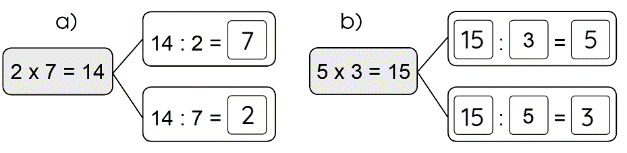 a)
2 x 7 = 14
14 : 2 = 7
14 : 7 = 2
b)
5 x 3 = 15
15 : 3 = 5
15 : 5 = 3